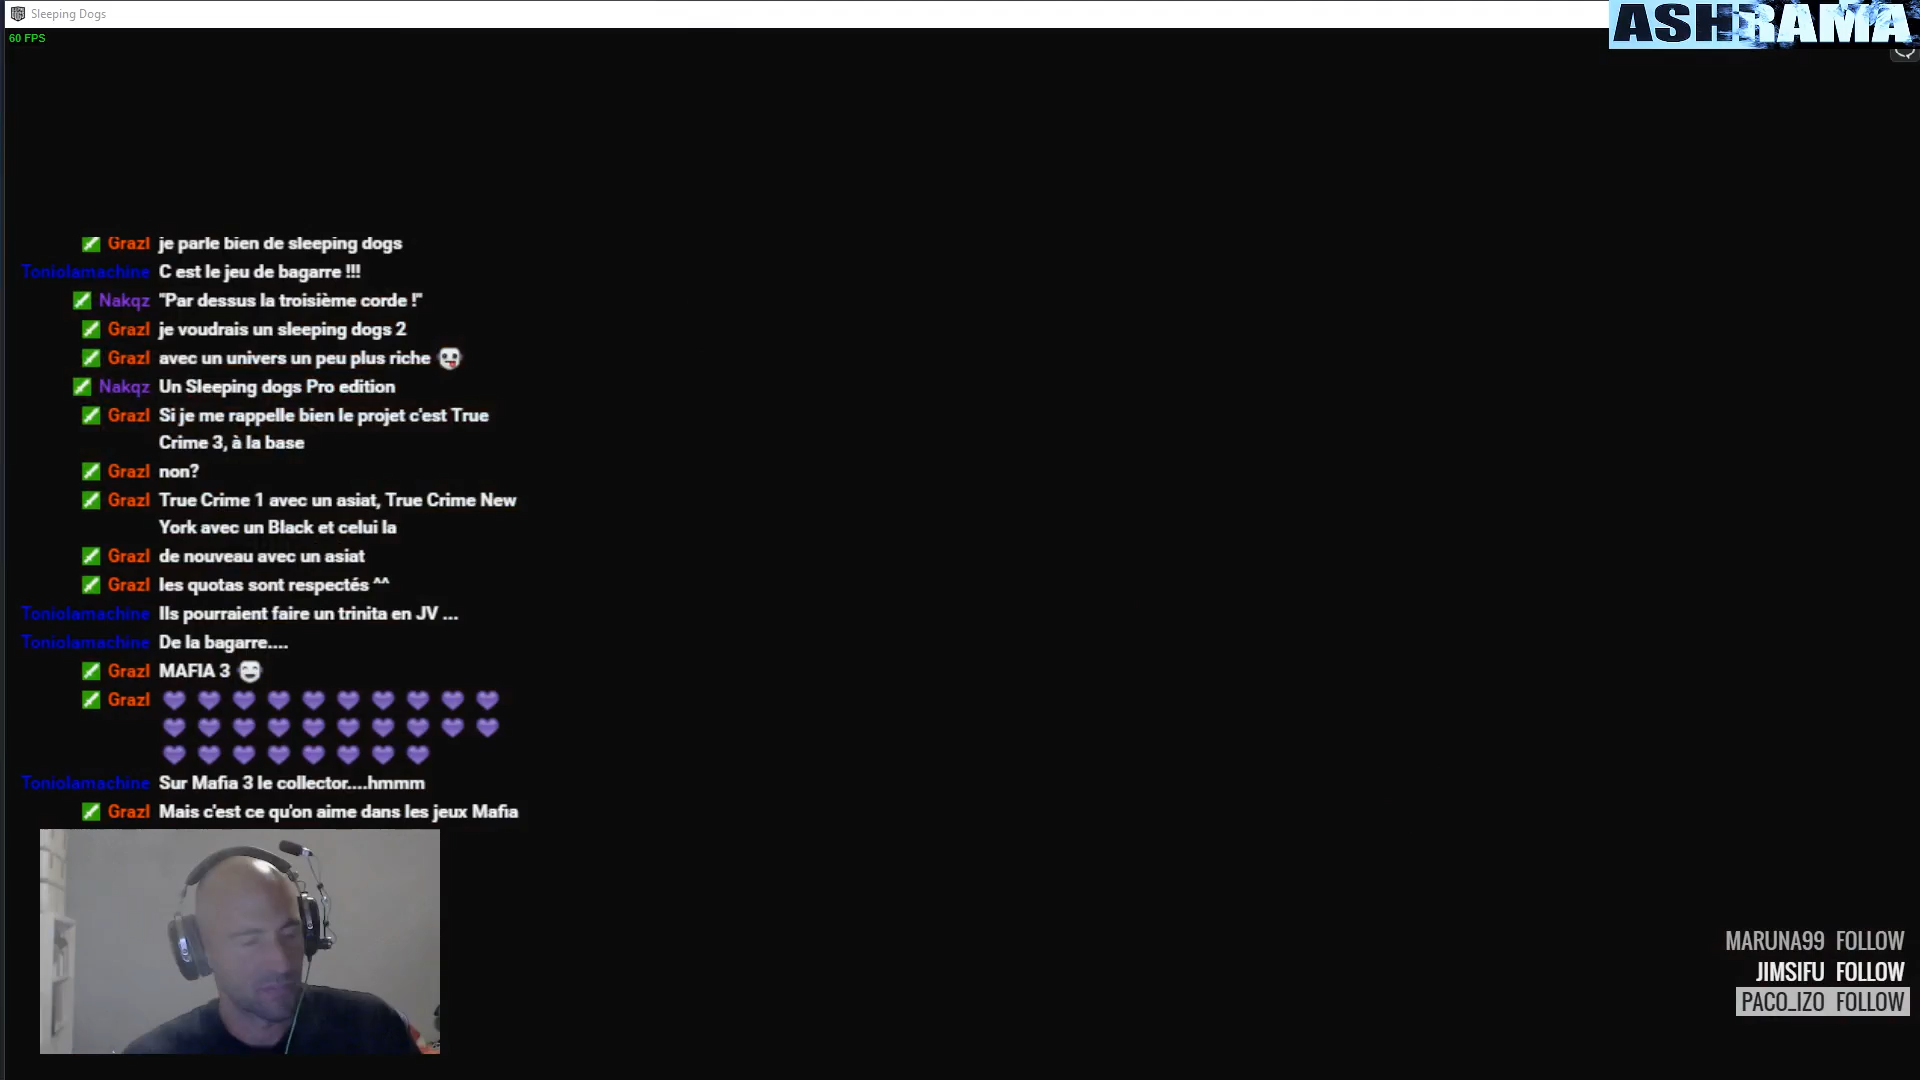 Sleeping Dogs
60 FPS
ASHRAMA
Grazl je parle bien de sleeping dogs
Toniolamachine C est le jeu de bagarre !!!
Nakqz "Par dessus la troisième corde !"
Grazl je voudrais un sleeping dogs 2
Grazl avec un univers un peu plus riche
Nakqz Un Sleeping dogs Pro edition
Grazl Si je me rappelle bien le projet c'est True
Crime 3, à la base
Grazl non?
Grazl True Crime 1 avec un asiat, True Crime New
York avec un Black et celui la
Grazl de nouveau avec un asiat
Grazl les quotas sont respectés ^^
Toniolamachine Ils pourraient faire un trinita en JV ...
Toniolamachine De la bagarre....
Grazl MAFIA 3
Grazl
Toniolamachine Sur Mafia 3 le collector....hmmm
Grazl Mais c'est ce qu'on aime dans les jeux Mafia
MARUNA99 FOLLOW
JIMSIFU FOLLOW
PACO_IZO FOLLOW